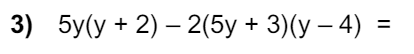 3) 5y(y + 2) – 2(5y + 3)(y – 4) =